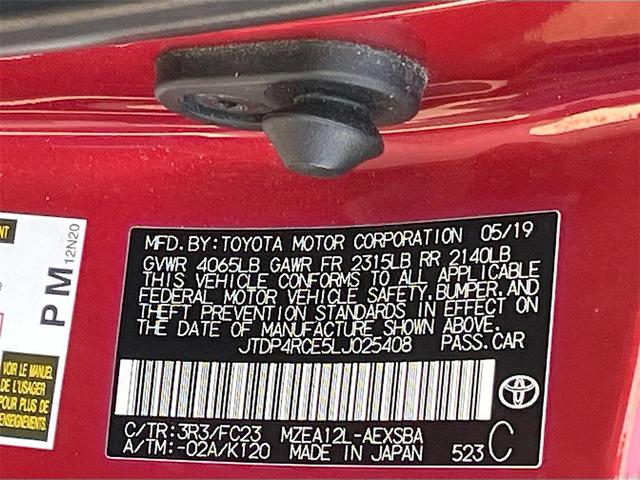 NT
PM 12N20
VOIR LE MANUEL
DE L'USAGER
POUR PLUS DE
RENSEIGNEMENTS.
MFD.BY:TOYOTA MOTOR CORPORATION 05/19
GVWR 4065LB GAWR FR 2315LB RR 2140LB
THIS VEHICLE CONFORMS TO ALL APPLICABLE
FEDERAL MOTOR VEHICLE SAFETY,BUMPER,AND
THEFT PREVENTION STANDARDS IN EFFECT ON
THE DATE OF MANUFACTURE SHOWN ABOVE.
JTDP4RCE5LJ025408 PASS.CAR
C/TR:3R3/FC23 MZEA12L-AEXSBA
A/TM:-02A/K120 MADE IN JAPAN 523 C